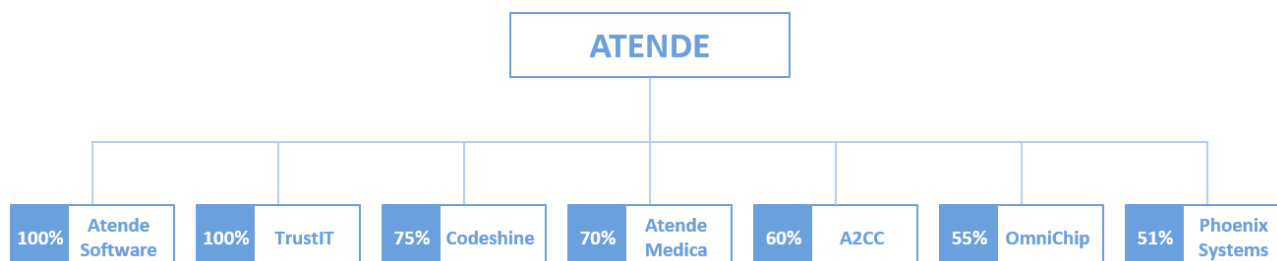 ATENDE
100% Atende
Software
100% TrustIT
75% Codeshine
70% Atende
Medica
60% A2CC
55% OmniChip
51% Phoenix
Systems